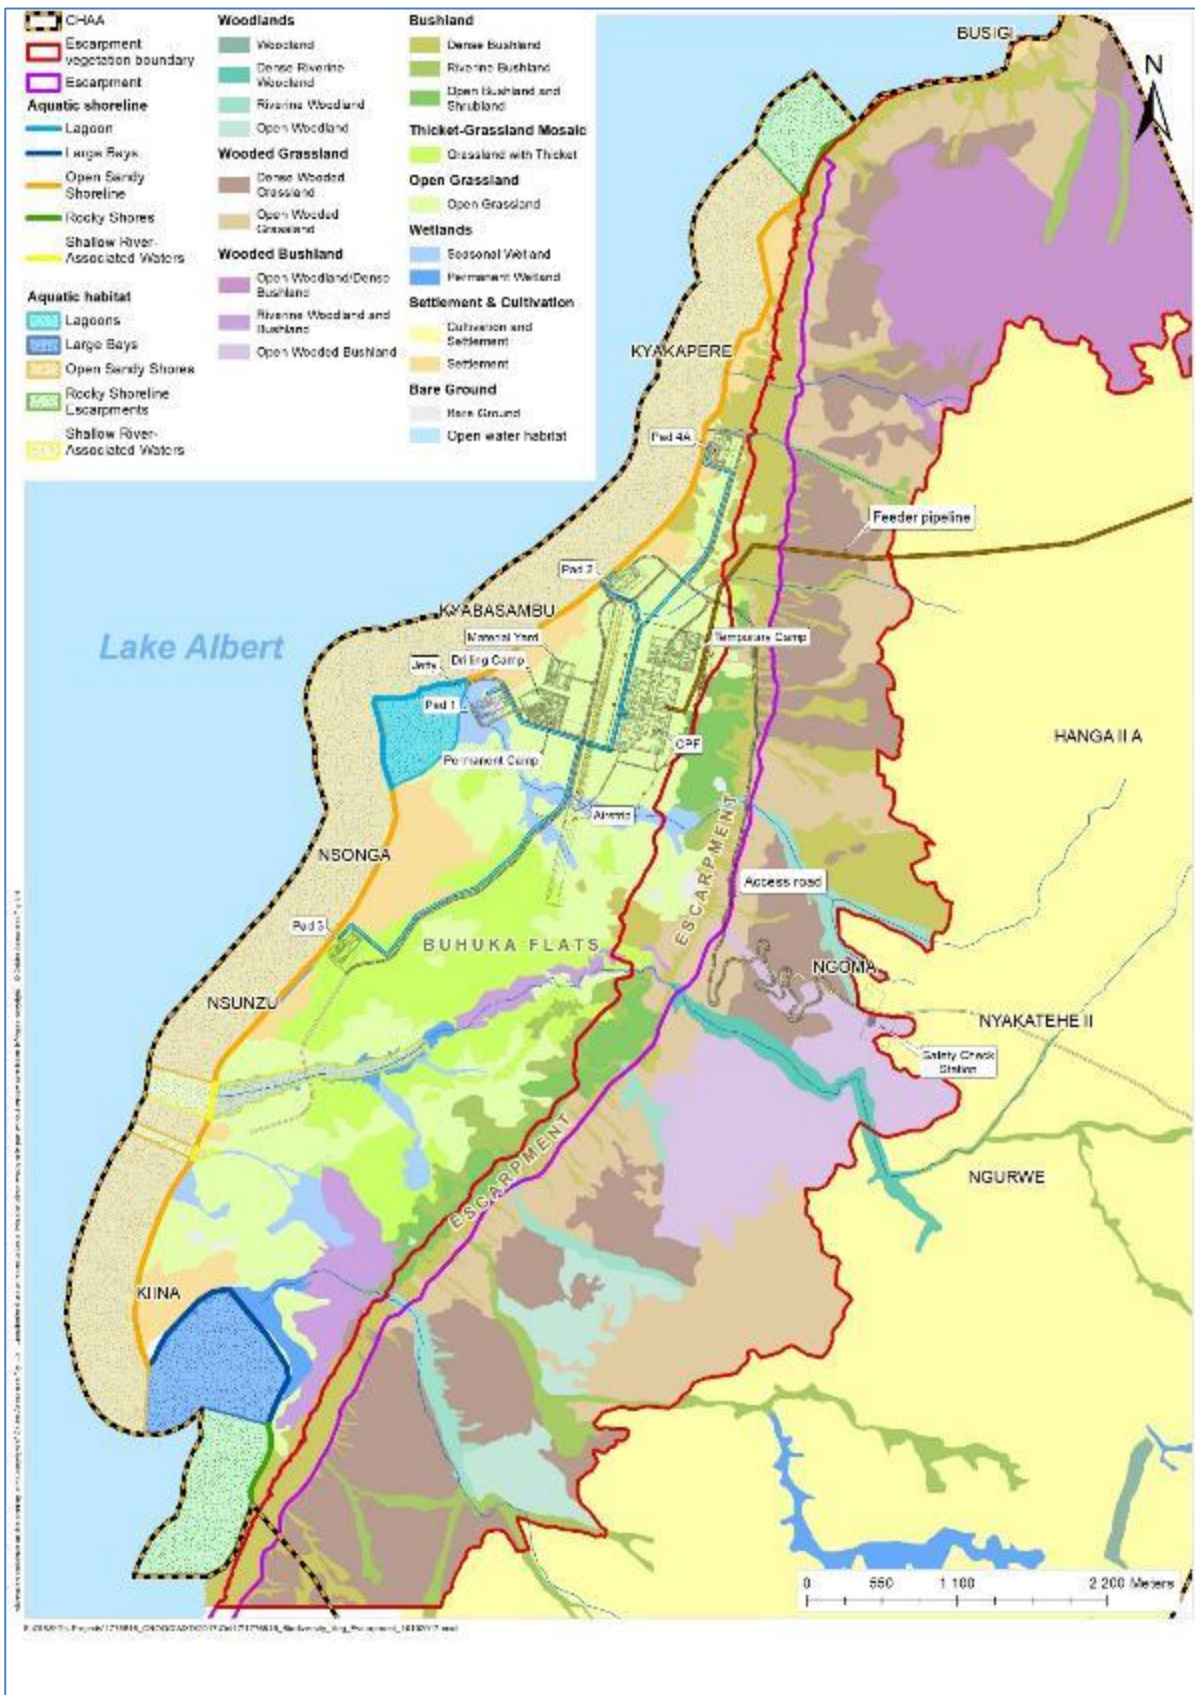 CHAA
Escarpment
vegetation boundary
Escarpment
Aquatic shoreline
Lagoon
Large Bays
Open Sandy
Shoreline
Rocky Shores
Shallow River-
Associated Waters
Aquatic habitat
Lagoons
Large Bays
Open Sandy Shores
Rocky Shoreline
Escarpments
Shallow River-
Associated Waters
Woodlands
Woodland
Dense Riverine
Woodland
Riverine Woodland
Open Woodland
Wooded Grassland
Dense Wooded
Grassland
Open Wooded
Grassland
Wooded Bushland
Open Woodland/Dense
Bushland
Riverine Woodland and
Bushland
Open Wooded Bushland
Bushland
Dense Bushland
Riverine Bushland
Open Bushland and
Shrubland
Thicket-Grassland Mosaic
Grassland with Thicket
Open Grassland
Open Grassland
Wetlands
Seasonal Wetland
Permanent Wetland
Settlement & Cultivation
Cultivation and
Settlement
Settlement
Bare Ground
Bare Ground
Open water habitat
BUSIGI
N
KYAKAPERE
Pad 4A
Feeder pipeline
Pad 2
KYABASAMBU
Material Yard
Temporary Camp
Lake Albert
Jetty
Drilling Camp
Pad 1
CPF
HANGA II A
Permanent Camp
Airstrip
NSONGA
ESCARPMENT
Access road
Pad 3
BUHUKA FLATS
NGOMA
NSUNZU
NYAKATEHE II
Safety Check
Station
ESCARPMENT
NGURWE
KIINA
0 550 1 100 2 200 Meters